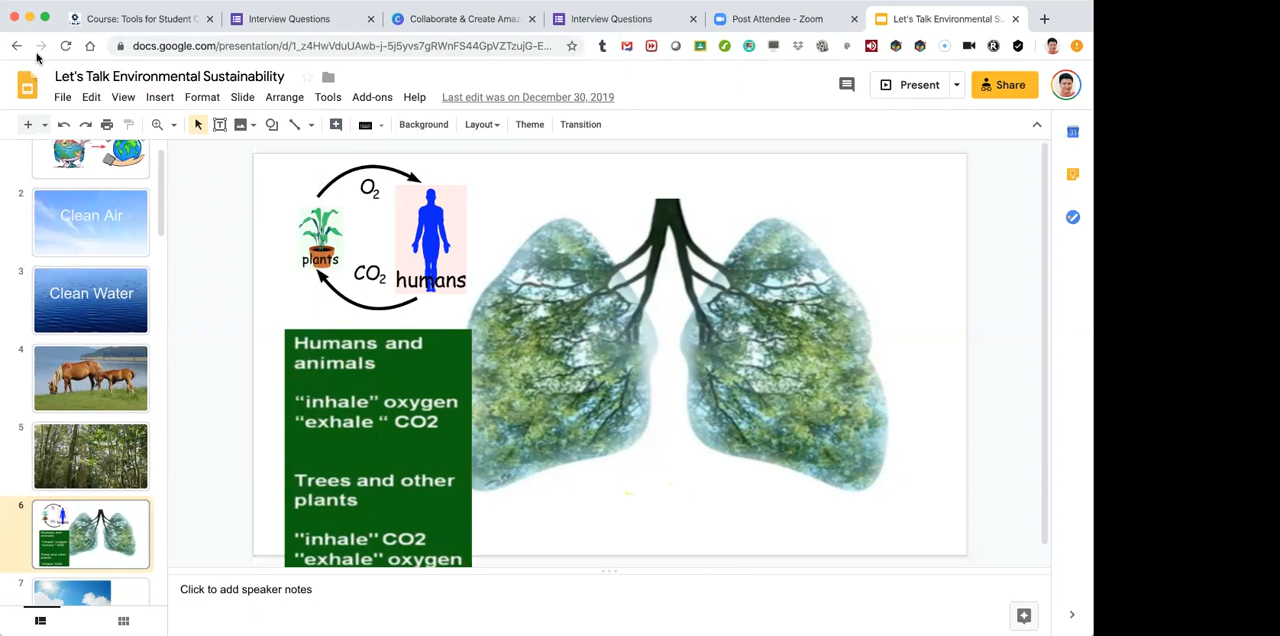 Course: Tools for Student C
Interview Questions
Collaborate & Create Amaz
Interview Questions
Post Attendee - Zoom
Let's Talk Environmental Su
docs.google.com/presentation/d/1_z4HwVduUAwb-j-5j5yvs7gRWnFS44GpVZTzujG-E...
Let's Talk Environmental Sustainability
File Edit View Insert Format Slide Arrange Tools Add-ons Help Last edit was on December 30, 2019
Present
Share
Background Layout Theme Transition
2
Clean Air
3
Clean Water
4
5
6
7
O2
plants
CO2
humans
Humans and
animals
“inhale” oxygen
“exhale “ CO2
Trees and other
plants
“inhale” CO2
“exhale” oxygen
Click to add speaker notes